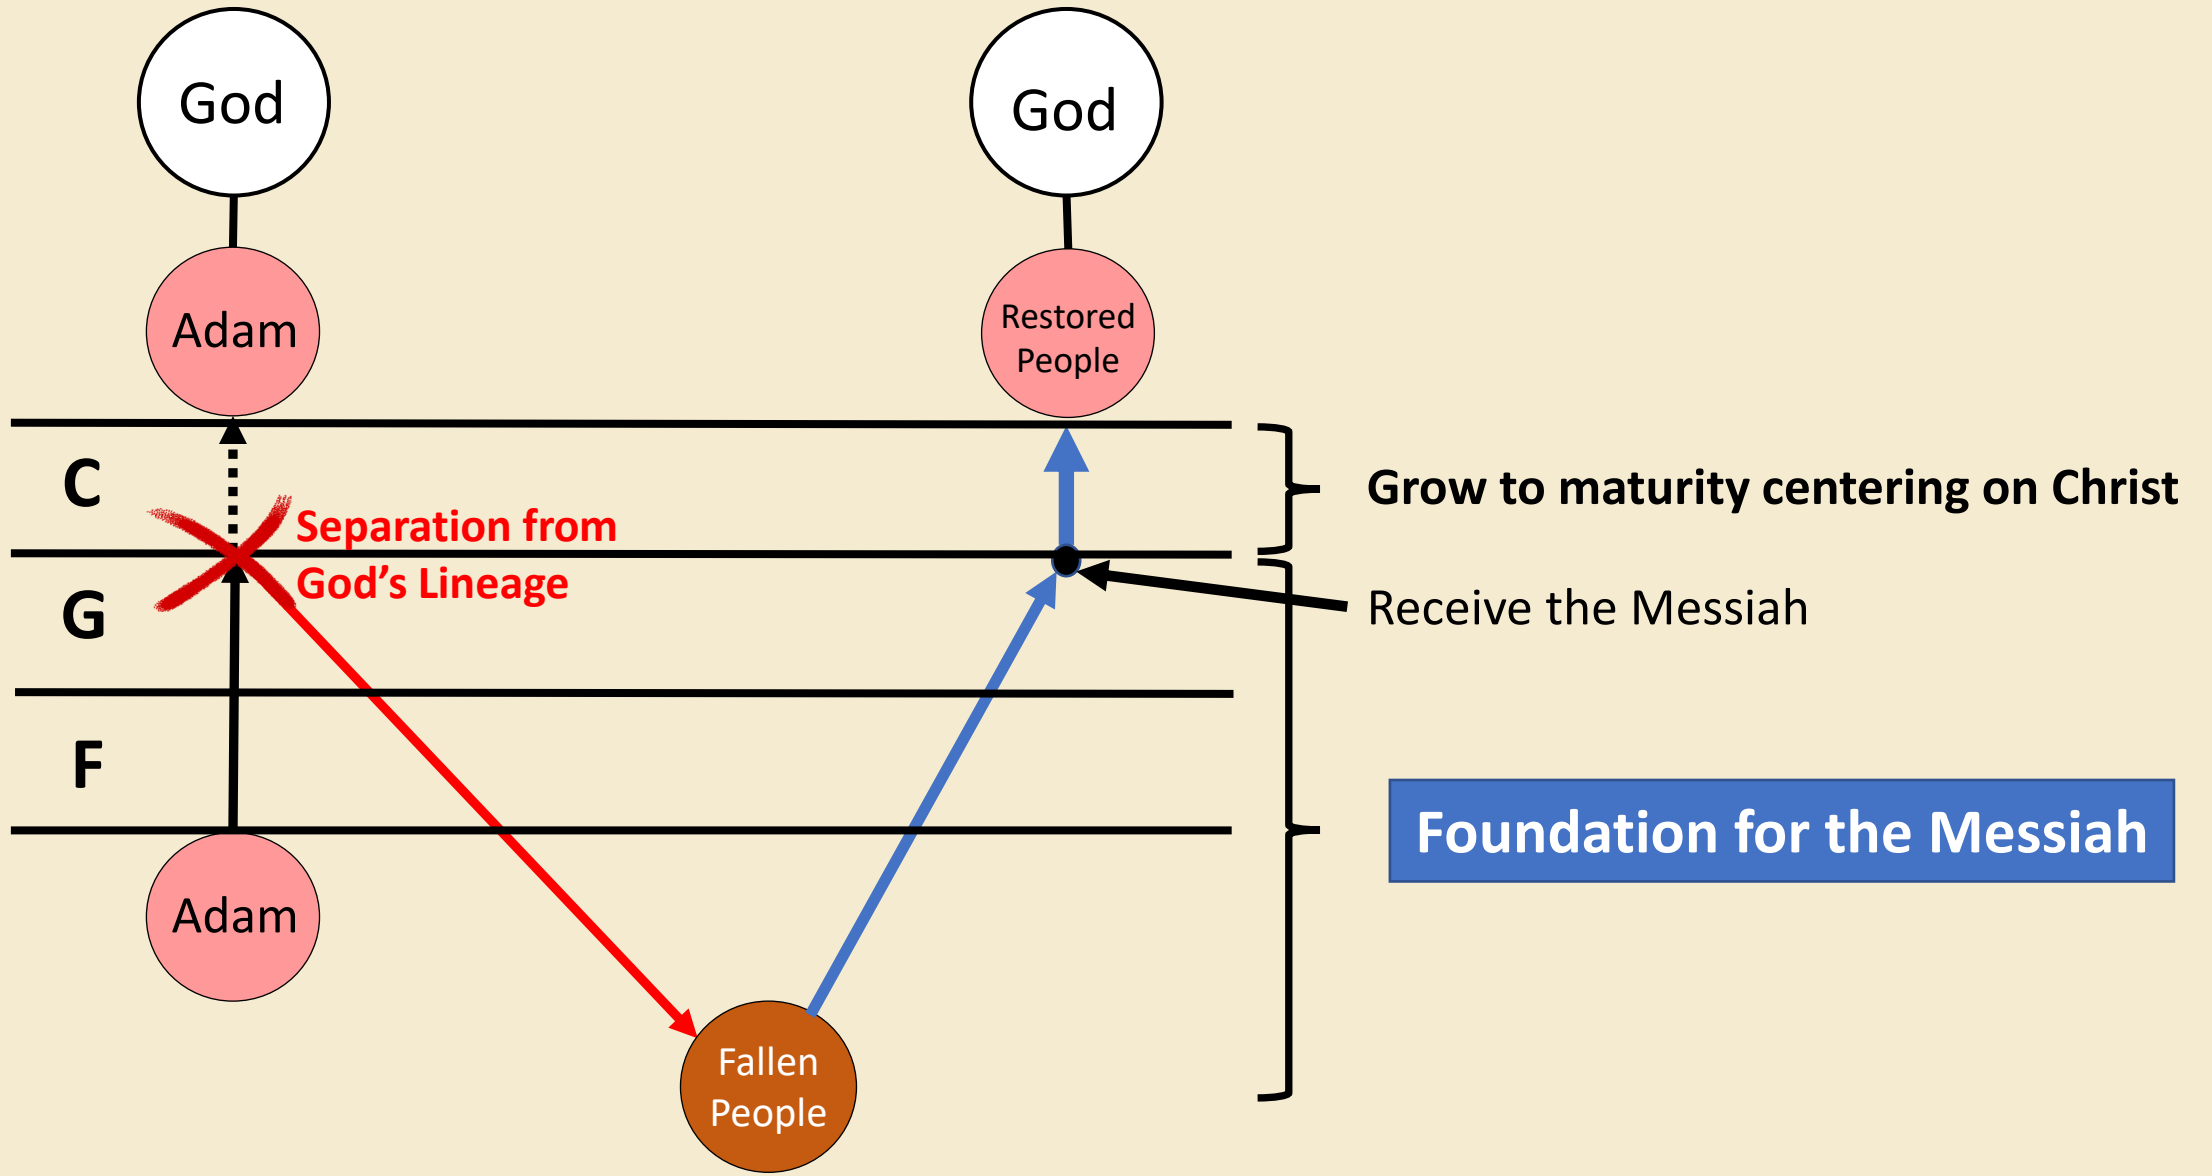 God
God
Adam
Restored
People
C
Grow to maturity centering on Christ
Separation from
God’s Lineage
G
Receive the Messiah
F
Foundation for the Messiah
Adam
Fallen
People